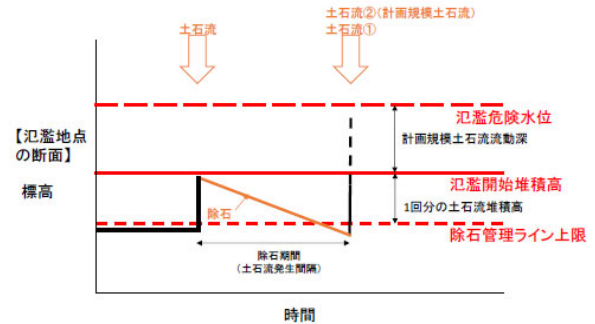 土石流②(計画規模土石流)
土石流
土石流①
氾濫危険水位
計画規模土石流流動深
【氾濫地点
の断面】
標高
氾濫開始堆積高
1回分の土石流堆積高
除石
除石管理ライン上限
除石期間
(土石流発生間隔)
時間